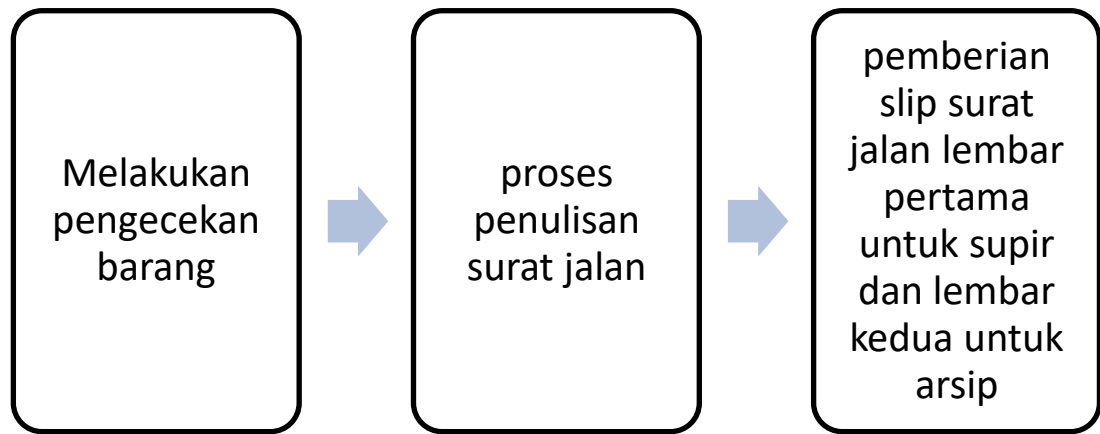 Melakukan
pengecekan
barang
proses
penulisan
surat jalan
pemberian
slip surat
jalan lembar
pertama
untuk supir
dan lembar
kedua untuk
arsip